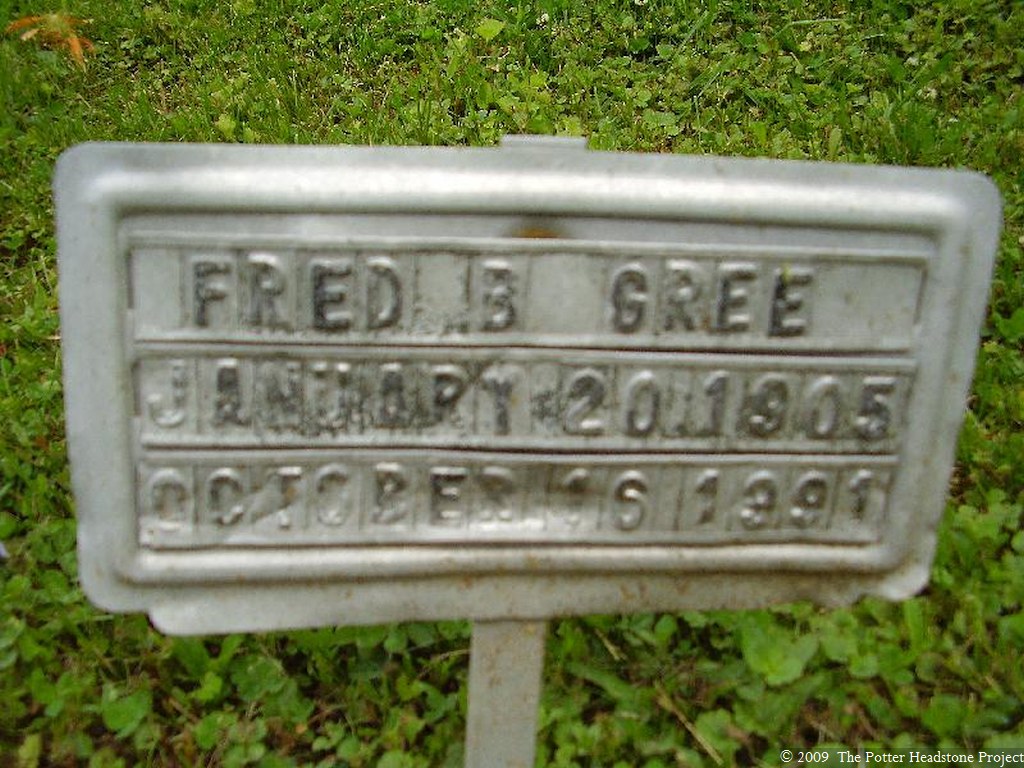 FRED B GREE
JANUARY 20 1905
OCTOBER 16 1991
© 2009 The Potter Headstone Project